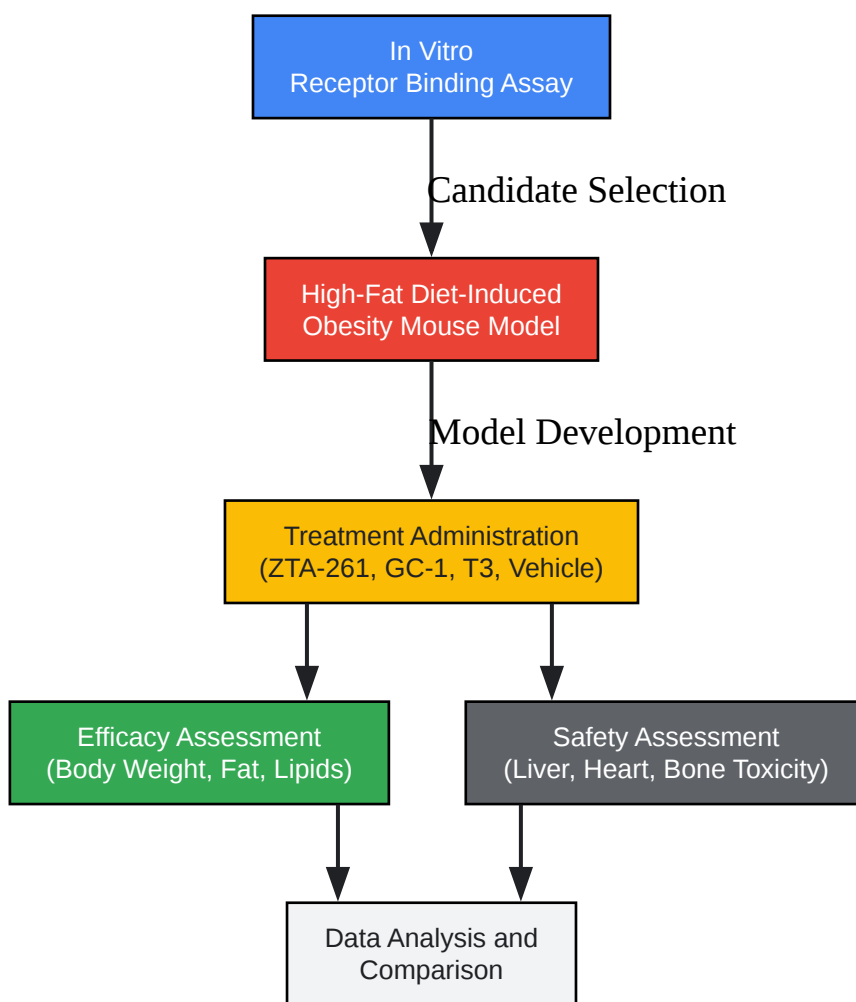 In Vitro
Receptor Binding Assay
Candidate Selection
High-Fat Diet-Induced
Obesity Mouse Model
Model Development
Treatment Administration
(ZTA-261, GC-1, T3, Vehicle)
Efficacy Assessment
(Body Weight, Fat, Lipids)
Safety Assessment
(Liver, Heart, Bone Toxicity)
Data Analysis and
Comparison